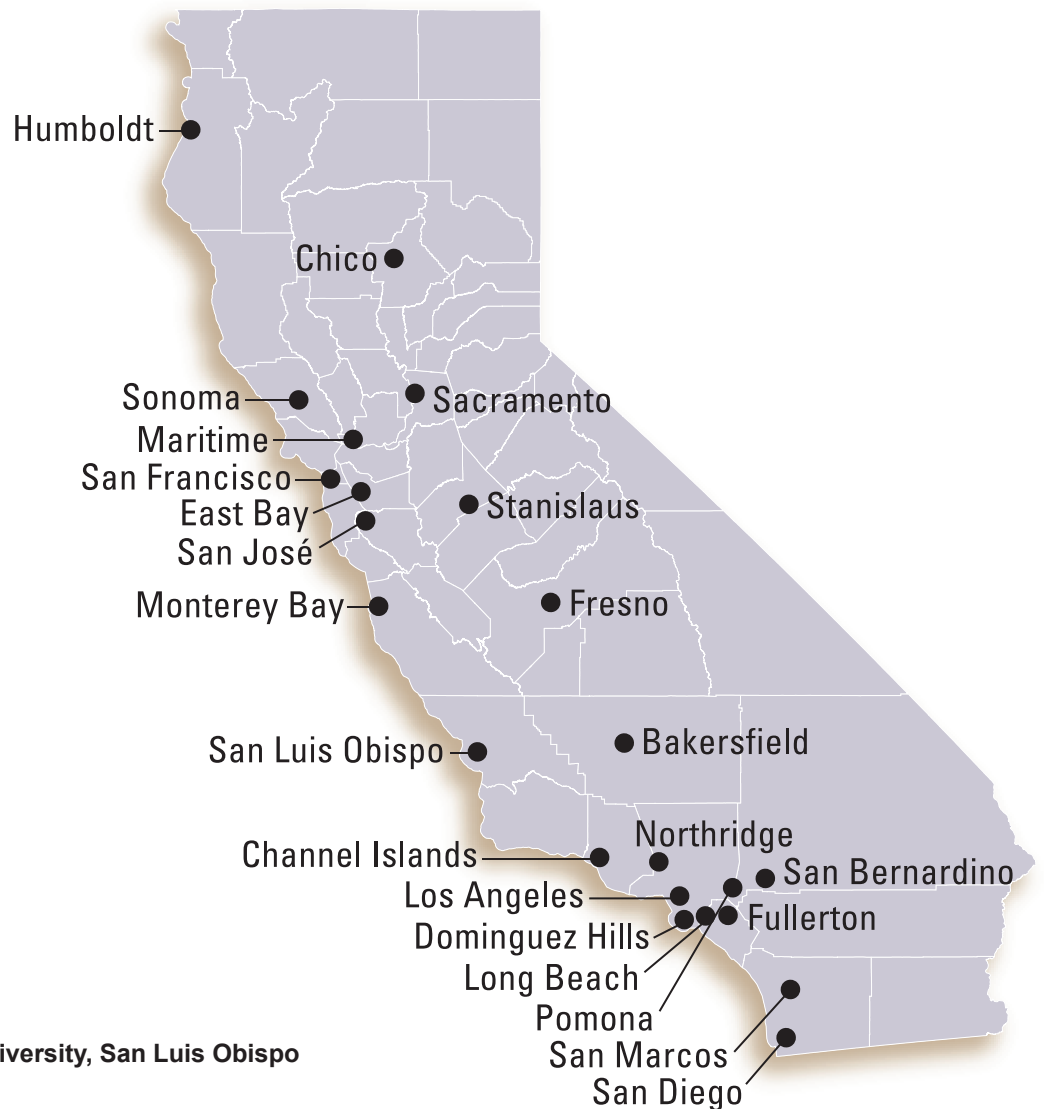 Humboldt
Chico
Sonoma
Sacramento
Maritime
San Francisco
East Bay
Stanislaus
San José
Monterey Bay
Fresno
San Luis Obispo
Bakersfield
Northridge
Channel Islands
San Bernardino
Los Angeles
Fullerton
Dominguez Hills
Long Beach
Pomona
San Marcos
iversity, San Luis Obispo
San Diego